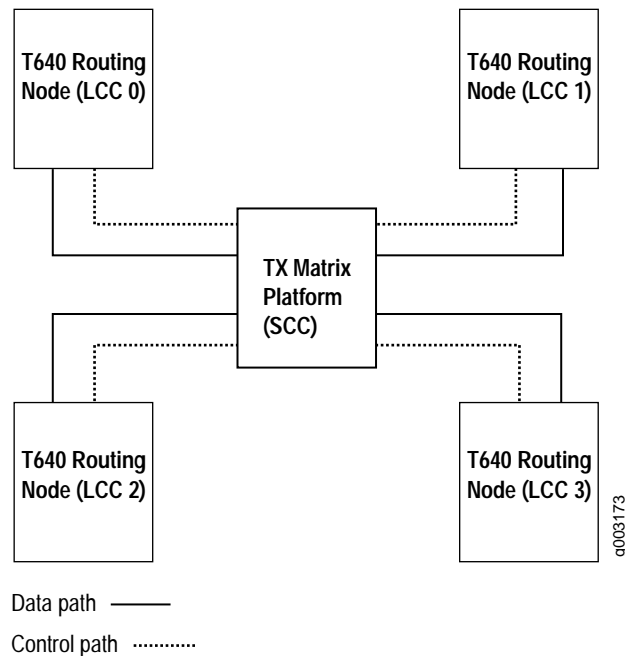 T640 Routing
Node (LCC 0)
T640 Routing
Node (LCC 1)
TX Matrix
Platform
(SCC)
T640 Routing
Node (LCC 2)
T640 Routing
Node (LCC 3)
g003173
Data path
Control path